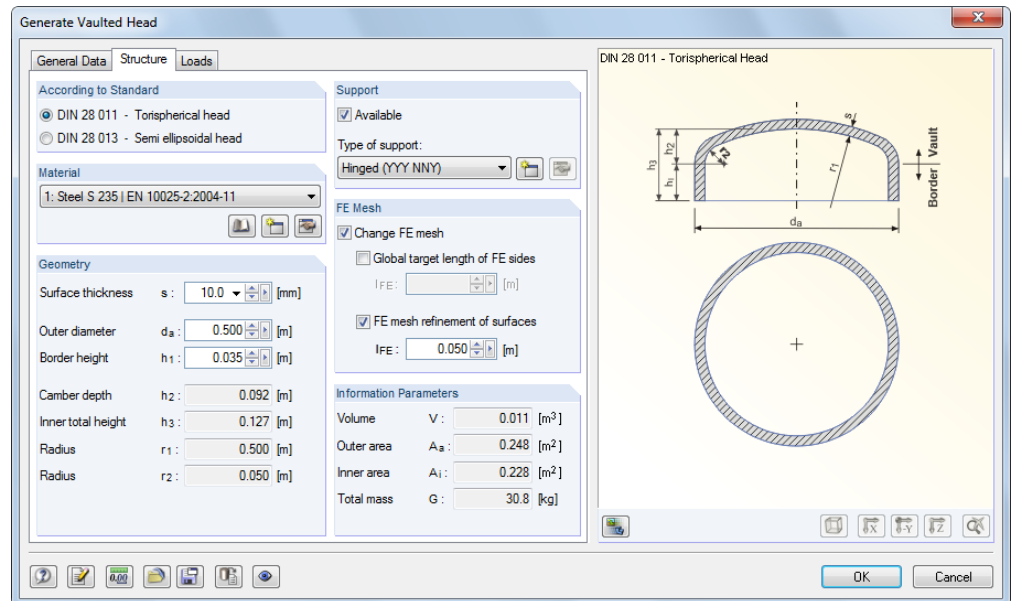 Generate Vaulted Head
General Data Structure Loads
According to Standard
DIN 28 011 - Torispherical head
DIN 28 013 - Semi ellipsoidal head
Material
1: Steel S 235 | EN 10025-2:2004-11
Geometry
Surface thickness s : 10.0 [mm]
Outer diameter da : 0.500 [m]
Border height h1 : 0.035 [m]
Camber depth h2 : 0.092 [m]
Inner total height h3 : 0.127 [m]
Radius r1 : 0.500 [m]
Radius r2 : 0.050 [m]
Support
Available
Type of support:
Hinged (YYY NNY)
FE Mesh
Change FE mesh
Global target length of FE sides
lFE : [m]
FE mesh refinement of surfaces
lFE : 0.050 [m]
Information Parameters
Volume V : 0.011 [m3]
Outer area Aa : 0.248 [m2]
Inner area Ai : 0.228 [m2]
Total mass G : 30.8 [kg]
DIN 28 011 - Torispherical Head
s
h3
h2
r2
r1
h1
Border Vault
da
X -Y Z
0.00
OK Cancel